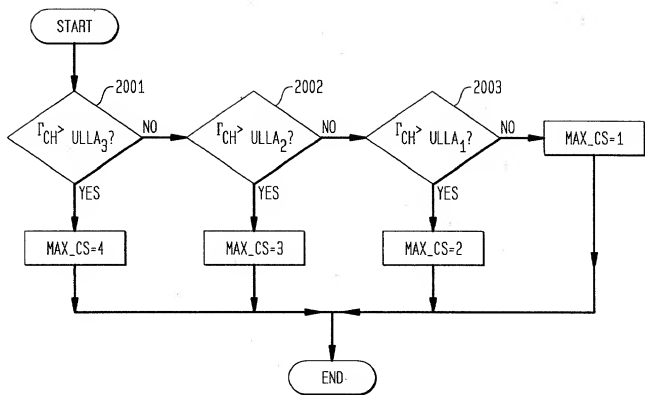 START
2001
Γ_CH > ULLA_3?
NO
YES
MAX_CS=4
2002
Γ_CH > ULLA_2?
NO
YES
MAX_CS=3
2003
Γ_CH > ULLA_1?
NO
YES
MAX_CS=2
MAX_CS=1
END